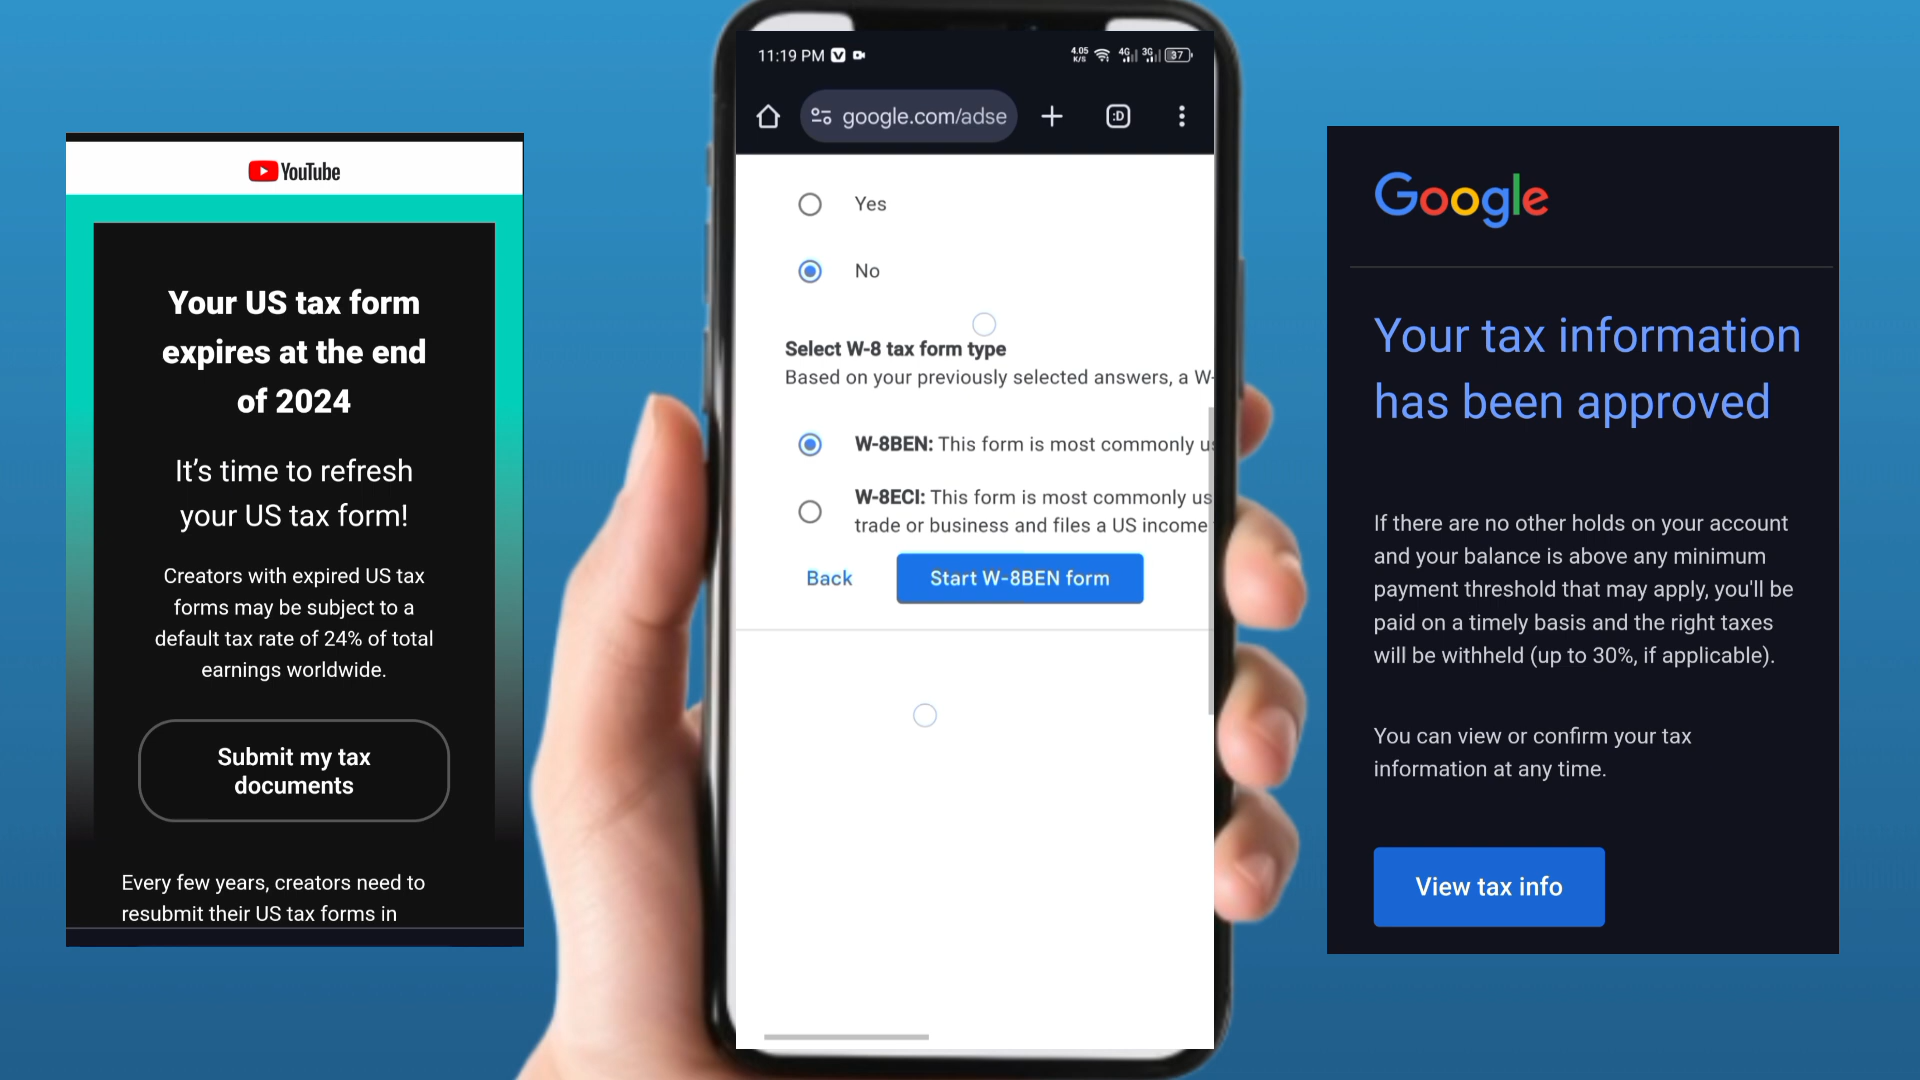 YouTube
Your US tax form
expires at the end
of 2024
It's time to refresh
your US tax form!
Creators with expired US tax
forms may be subject to a
default tax rate of 24% of total
earnings worldwide.
Submit my tax
documents
Every few years, creators need to
resubmit their US tax forms in
11:19 PM
4.05
K/S
4G
3G
37
google.com/adse
:D
Yes
No
Select W-8 tax form type
Based on your previously selected answers, a W-
W-8BEN: This form is most commonly
W-8ECI: This form is most commonly us
trade or business and files a US income
Back
Start W-8BEN form
Google
Your tax information
has been approved
If there are no other holds on your account
and your balance is above any minimum
payment threshold that may apply, you'll be
paid on a timely basis and the right taxes
will be withheld (up to 30%, if applicable).
You can view or confirm your tax
information at any time.
View tax info